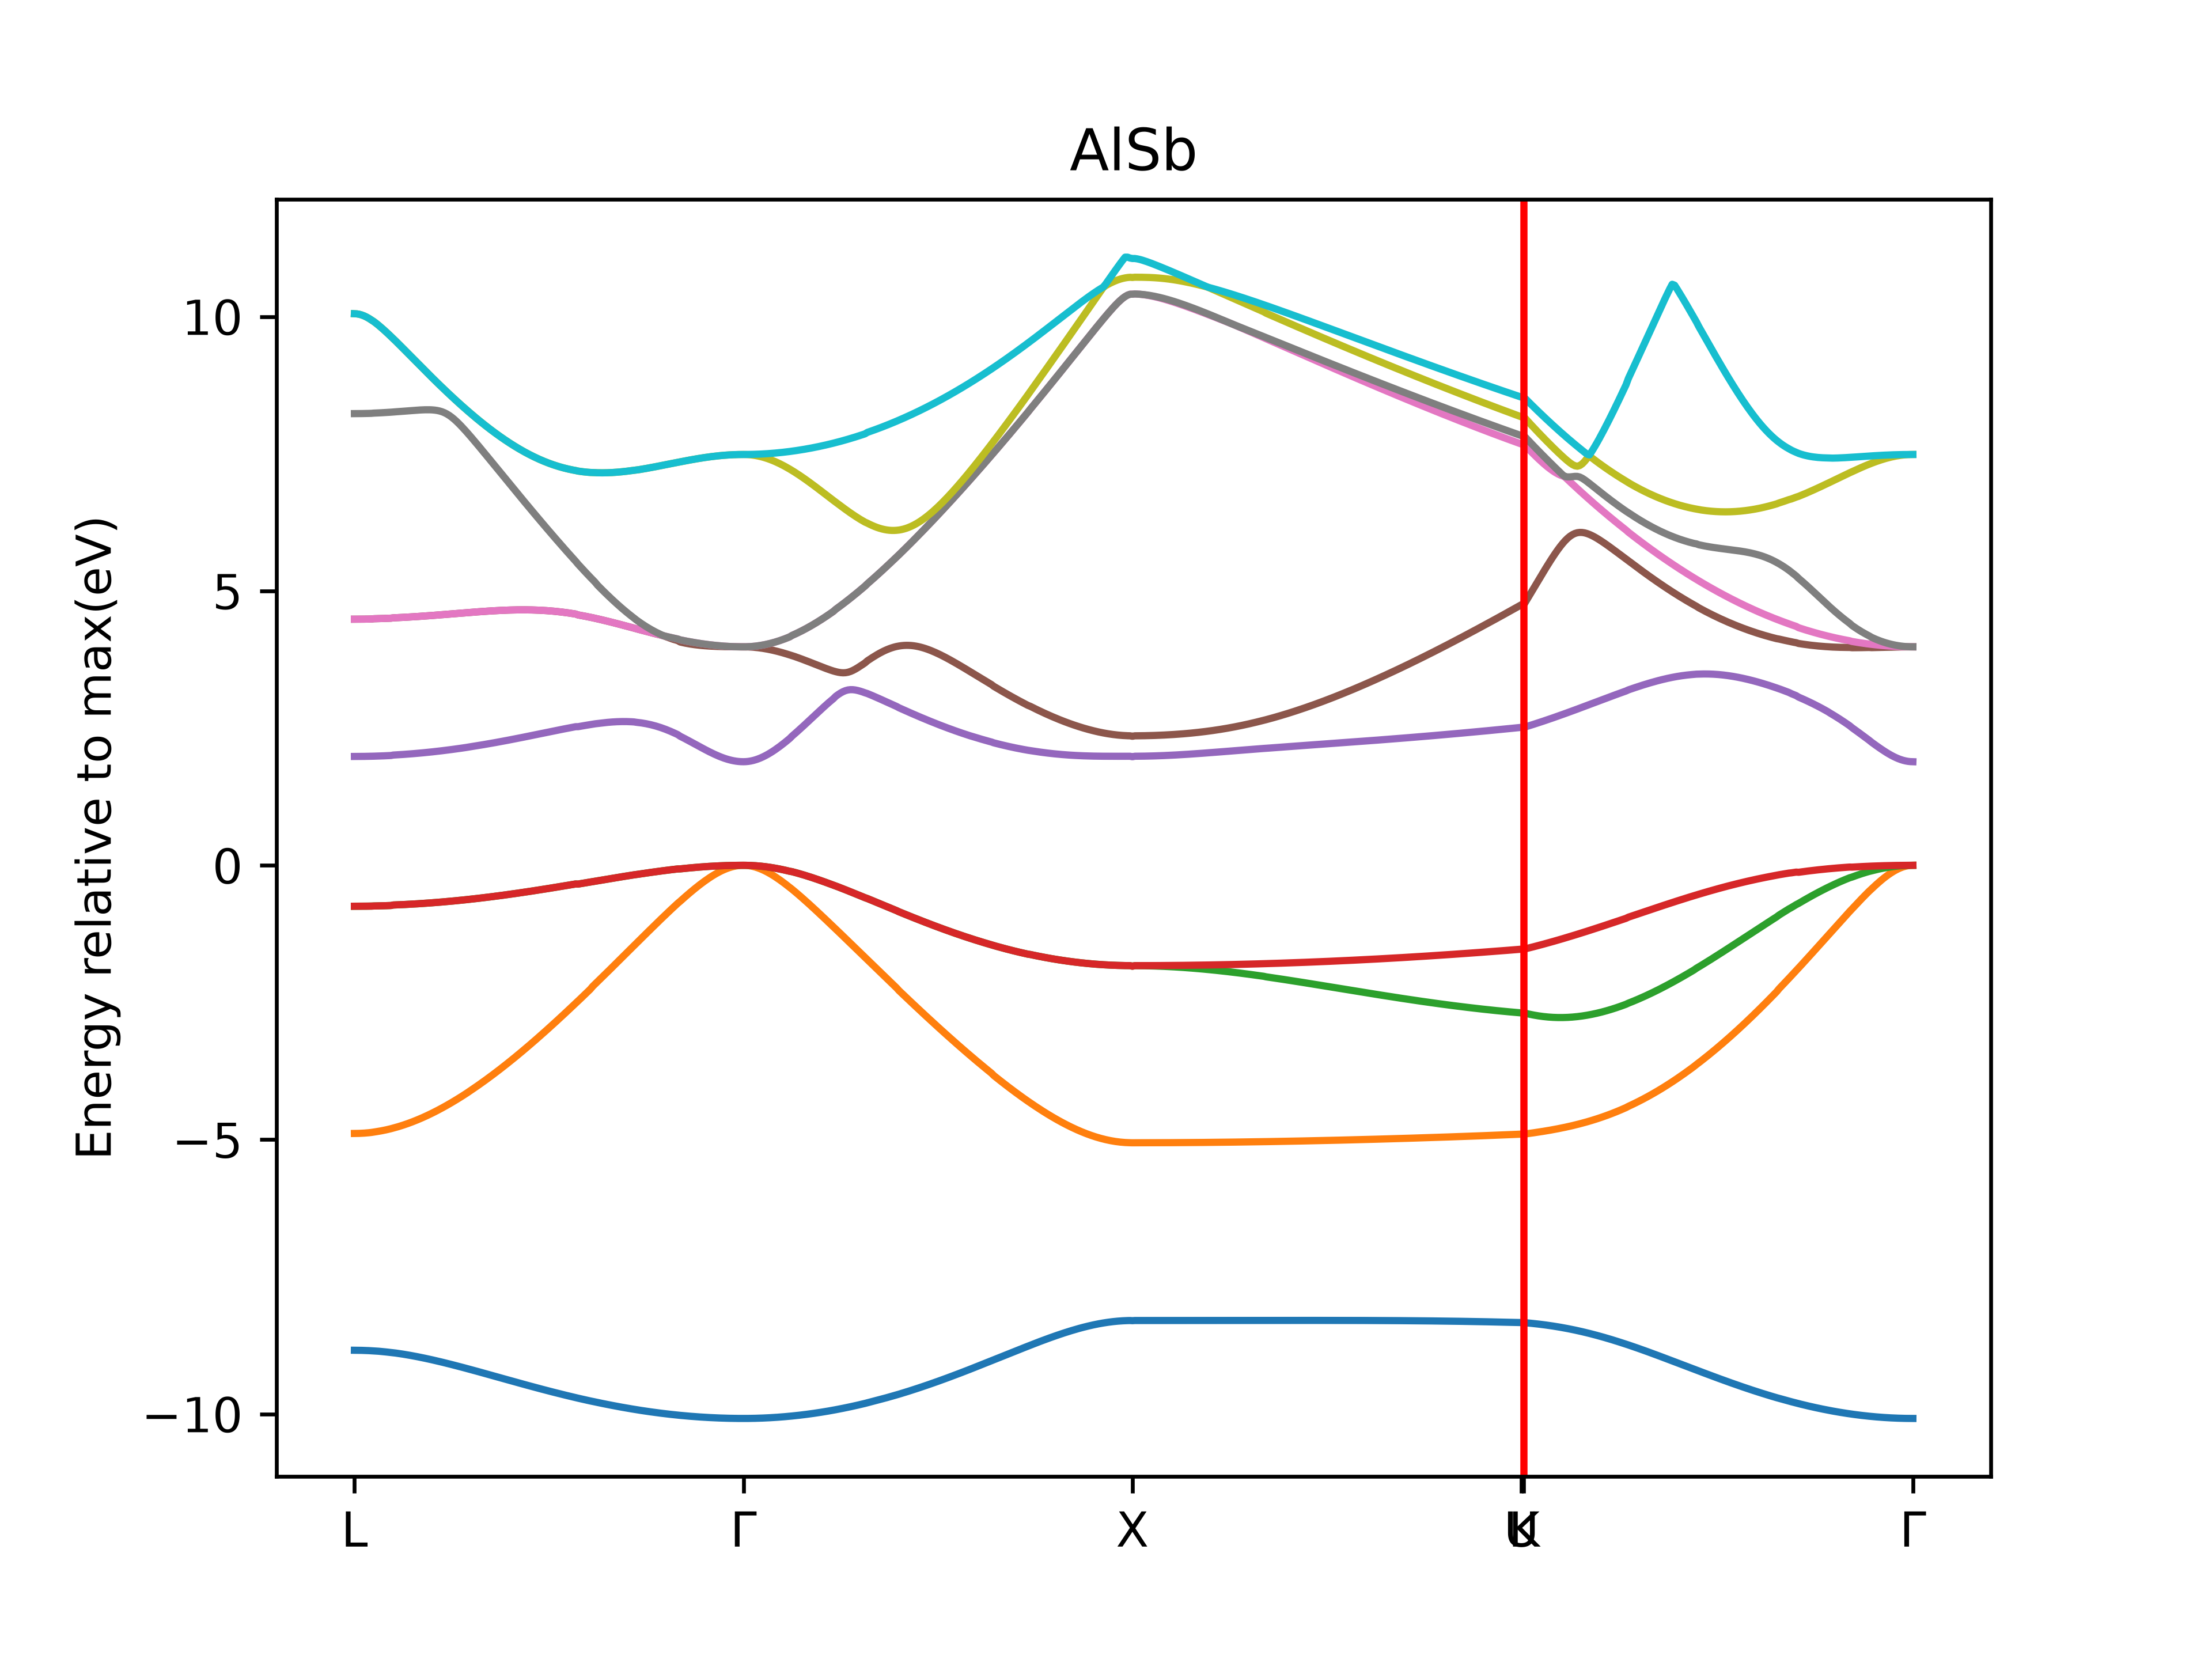 AlSb
Energy relative to max(eV)
10
5
0
−5
−10
L Γ X U K Γ